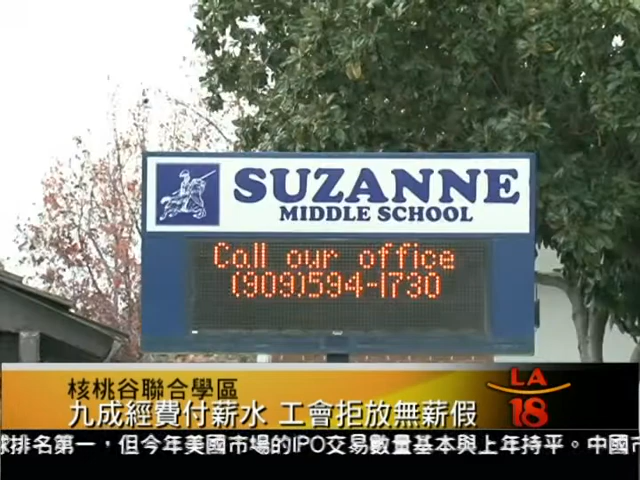 SUZANNE
MIDDLE SCHOOL
Call our office
(909)594-1730
核桃谷聯合學區
九成經費付薪水 工會拒放無薪假
LA
18
球排名第一，但今年美國市場的IPO交易數量基本與上年持平。中國市